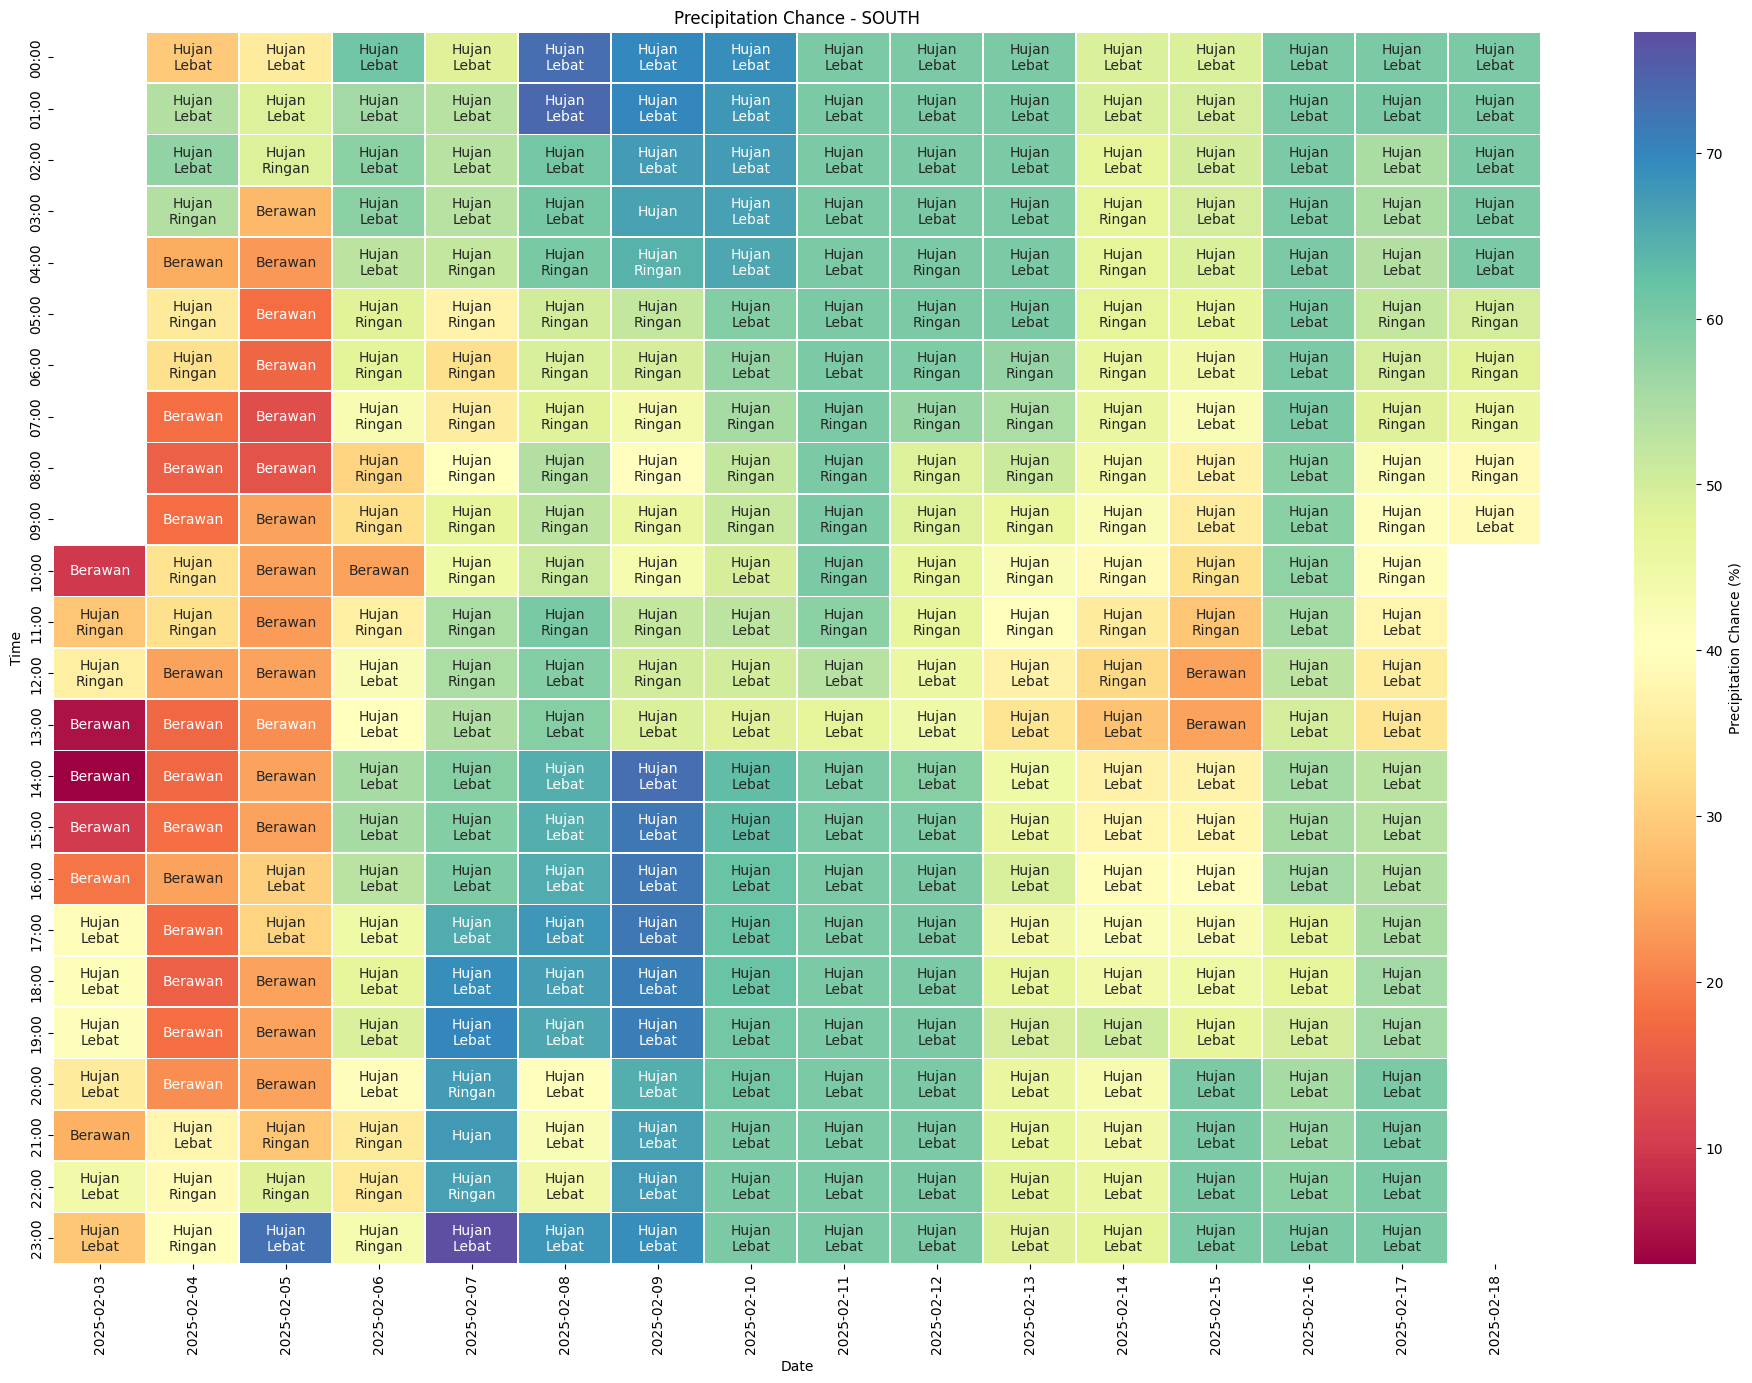 Precipitation Chance - SOUTH
00:00 Hujan Lebat Hujan Lebat Hujan Lebat Hujan Lebat Hujan Lebat Hujan Lebat Hujan Lebat Hujan Lebat Hujan Lebat Hujan Lebat Hujan Lebat Hujan Lebat Hujan Lebat Hujan Lebat Hujan Lebat
01:00 Hujan Lebat Hujan Lebat Hujan Lebat Hujan Lebat Hujan Lebat Hujan Lebat Hujan Lebat Hujan Lebat Hujan Lebat Hujan Lebat Hujan Lebat Hujan Lebat Hujan Lebat Hujan Lebat Hujan Lebat
02:00 Hujan Lebat Hujan Ringan Hujan Lebat Hujan Lebat Hujan Lebat Hujan Lebat Hujan Lebat Hujan Lebat Hujan Lebat Hujan Lebat Hujan Lebat Hujan Lebat Hujan Lebat Hujan Lebat Hujan Lebat
03:00 Hujan Ringan Berawan Hujan Lebat Hujan Lebat Hujan Lebat Hujan Hujan Lebat Hujan Lebat Hujan Lebat Hujan Lebat Hujan Ringan Hujan Lebat Hujan Lebat Hujan Lebat Hujan Lebat
04:00 Berawan Berawan Hujan Lebat Hujan Ringan Hujan Ringan Hujan Ringan Hujan Lebat Hujan Lebat Hujan Ringan Hujan Lebat Hujan Ringan Hujan Lebat Hujan Lebat Hujan Lebat Hujan Lebat
05:00 Hujan Ringan Berawan Hujan Ringan Hujan Ringan Hujan Ringan Hujan Ringan Hujan Lebat Hujan Lebat Hujan Ringan Hujan Lebat Hujan Ringan Hujan Lebat Hujan Lebat Hujan Ringan Hujan Ringan
06:00 Hujan Ringan Berawan Hujan Ringan Hujan Ringan Hujan Ringan Hujan Ringan Hujan Lebat Hujan Lebat Hujan Ringan Hujan Ringan Hujan Ringan Hujan Lebat Hujan Lebat Hujan Ringan Hujan Ringan
07:00 Berawan Berawan Hujan Ringan Hujan Ringan Hujan Ringan Hujan Ringan Hujan Ringan Hujan Ringan Hujan Ringan Hujan Ringan Hujan Ringan Hujan Lebat Hujan Lebat Hujan Ringan Hujan Ringan
08:00 Berawan Berawan Hujan Ringan Hujan Ringan Hujan Ringan Hujan Ringan Hujan Ringan Hujan Ringan Hujan Ringan Hujan Ringan Hujan Ringan Hujan Lebat Hujan Lebat Hujan Ringan Hujan Ringan
09:00 Berawan Berawan Hujan Ringan Hujan Ringan Hujan Ringan Hujan Ringan Hujan Ringan Hujan Ringan Hujan Ringan Hujan Ringan Hujan Ringan Hujan Lebat Hujan Lebat Hujan Ringan Hujan Lebat
10:00 Berawan Hujan Ringan Berawan Berawan Hujan Ringan Hujan Ringan Hujan Ringan Hujan Lebat Hujan Ringan Hujan Ringan Hujan Ringan Hujan Ringan Hujan Ringan Hujan Lebat Hujan Ringan
11:00 Hujan Ringan Hujan Ringan Berawan Hujan Ringan Hujan Ringan Hujan Ringan Hujan Ringan Hujan Lebat Hujan Ringan Hujan Ringan Hujan Ringan Hujan Ringan Hujan Ringan Hujan Lebat Hujan Lebat
12:00 Hujan Ringan Berawan Berawan Hujan Lebat Hujan Ringan Hujan Lebat Hujan Ringan Hujan Lebat Hujan Lebat Hujan Lebat Hujan Lebat Hujan Ringan Berawan Hujan Lebat Hujan Lebat
13:00 Berawan Berawan Berawan Hujan Lebat Hujan Lebat Hujan Lebat Hujan Lebat Hujan Lebat Hujan Lebat Hujan Lebat Hujan Lebat Hujan Lebat Berawan Hujan Lebat Hujan Lebat
14:00 Berawan Berawan Berawan Hujan Lebat Hujan Lebat Hujan Lebat Hujan Lebat Hujan Lebat Hujan Lebat Hujan Lebat Hujan Lebat Hujan Lebat Hujan Lebat Hujan Lebat Hujan Lebat
15:00 Berawan Berawan Berawan Hujan Lebat Hujan Lebat Hujan Lebat Hujan Lebat Hujan Lebat Hujan Lebat Hujan Lebat Hujan Lebat Hujan Lebat Hujan Lebat Hujan Lebat Hujan Lebat
16:00 Berawan Berawan Hujan Lebat Hujan Lebat Hujan Lebat Hujan Lebat Hujan Lebat Hujan Lebat Hujan Lebat Hujan Lebat Hujan Lebat Hujan Lebat Hujan Lebat Hujan Lebat Hujan Lebat
17:00 Hujan Lebat Berawan Hujan Lebat Hujan Lebat Hujan Lebat Hujan Lebat Hujan Lebat Hujan Lebat Hujan Lebat Hujan Lebat Hujan Lebat Hujan Lebat Hujan Lebat Hujan Lebat Hujan Lebat
18:00 Hujan Lebat Berawan Berawan Hujan Lebat Hujan Lebat Hujan Lebat Hujan Lebat Hujan Lebat Hujan Lebat Hujan Lebat Hujan Lebat Hujan Lebat Hujan Lebat Hujan Lebat Hujan Lebat
19:00 Hujan Lebat Berawan Berawan Hujan Lebat Hujan Lebat Hujan Lebat Hujan Lebat Hujan Lebat Hujan Lebat Hujan Lebat Hujan Lebat Hujan Lebat Hujan Lebat Hujan Lebat Hujan Lebat
20:00 Hujan Lebat Berawan Berawan Hujan Lebat Hujan Ringan Hujan Lebat Hujan Lebat Hujan Lebat Hujan Lebat Hujan Lebat Hujan Lebat Hujan Lebat Hujan Lebat Hujan Lebat Hujan Lebat
21:00 Berawan Hujan Lebat Hujan Ringan Hujan Ringan Hujan Hujan Lebat Hujan Lebat Hujan Lebat Hujan Lebat Hujan Lebat Hujan Lebat Hujan Lebat Hujan Lebat Hujan Lebat Hujan Lebat
22:00 Hujan Lebat Hujan Ringan Hujan Ringan Hujan Ringan Hujan Ringan Hujan Lebat Hujan Lebat Hujan Lebat Hujan Lebat Hujan Lebat Hujan Lebat Hujan Lebat Hujan Lebat Hujan Lebat Hujan Lebat
23:00 Hujan Lebat Hujan Ringan Hujan Lebat Hujan Ringan Hujan Lebat Hujan Lebat Hujan Lebat Hujan Lebat Hujan Lebat Hujan Lebat Hujan Lebat Hujan Lebat Hujan Lebat Hujan Lebat Hujan Lebat
Time
2025-02-03 2025-02-04 2025-02-05 2025-02-06 2025-02-07 2025-02-08 2025-02-09 2025-02-10 2025-02-11 2025-02-12 2025-02-13 2025-02-14 2025-02-15 2025-02-16 2025-02-17 2025-02-18
Date
70
60
50
40
30
20
10
Precipitation Chance (%)